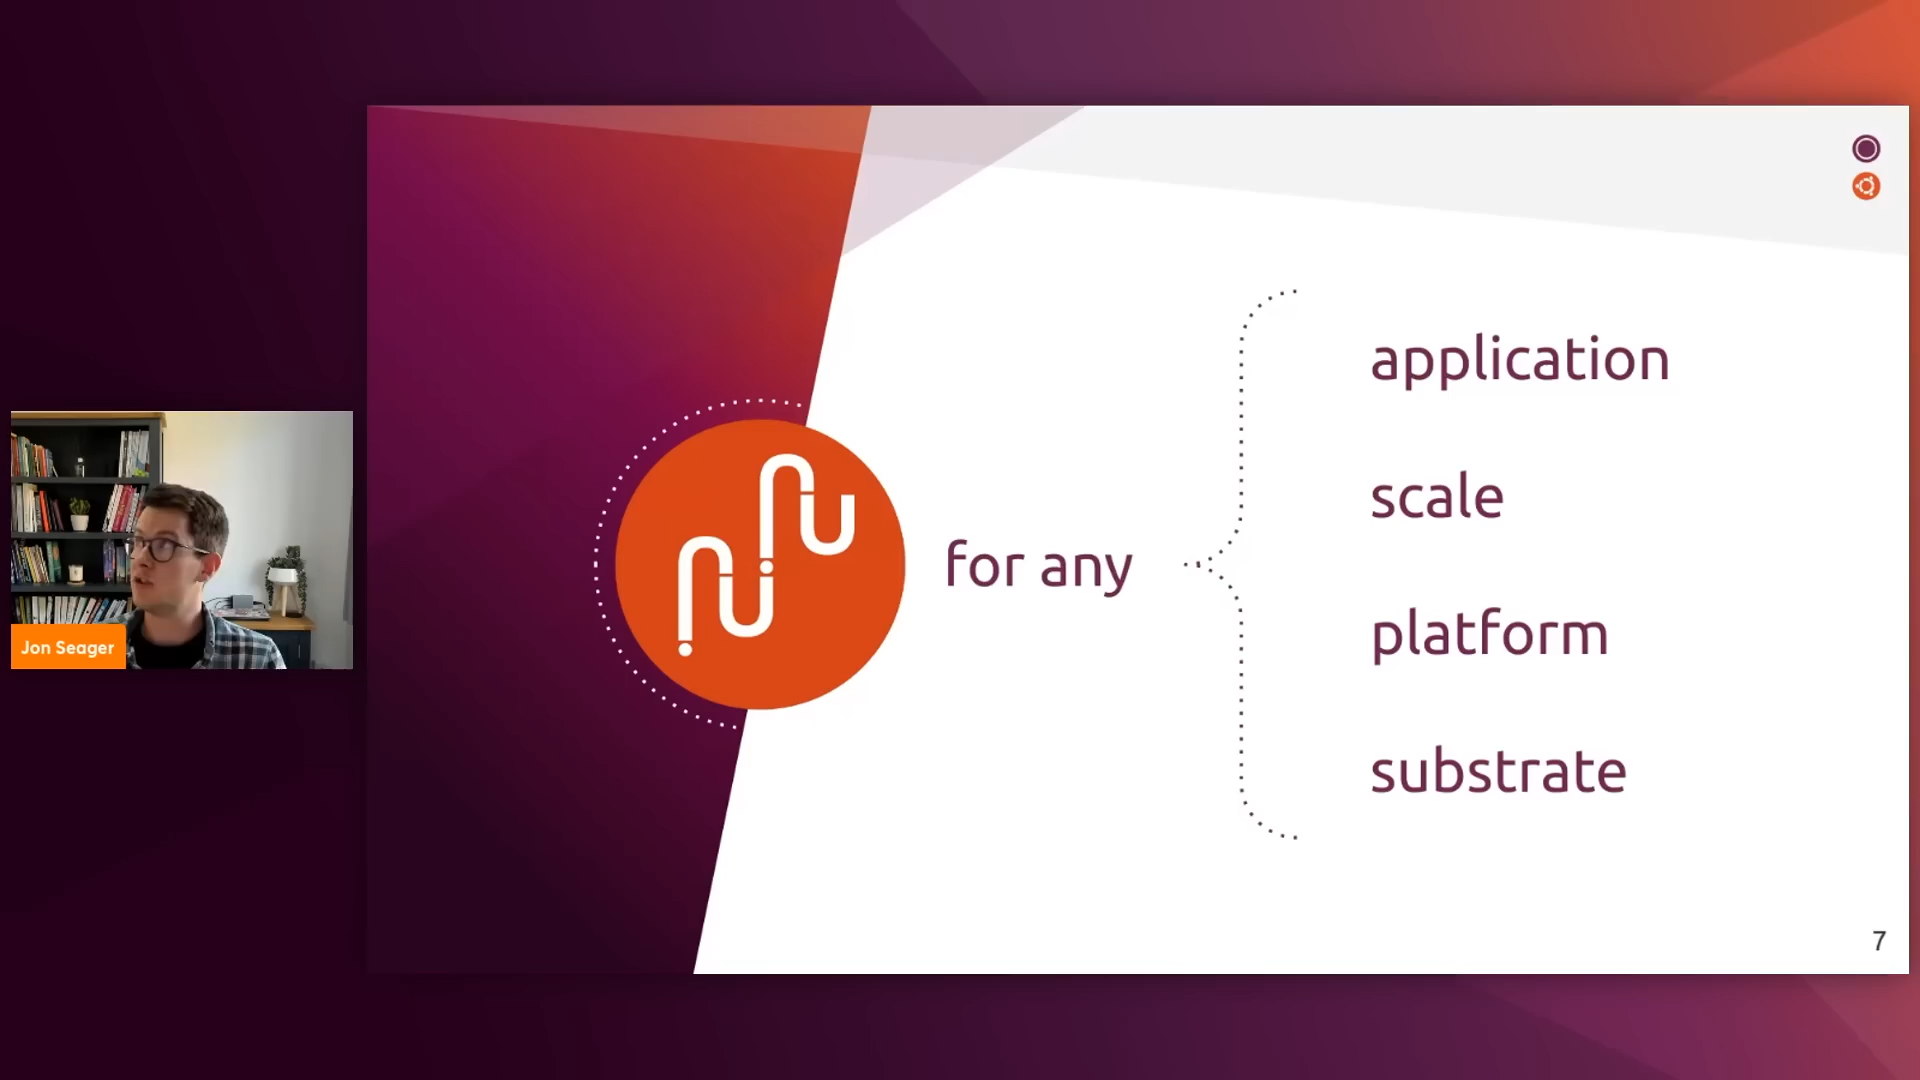 Jon Seager
for any
application
scale
platform
substrate
7